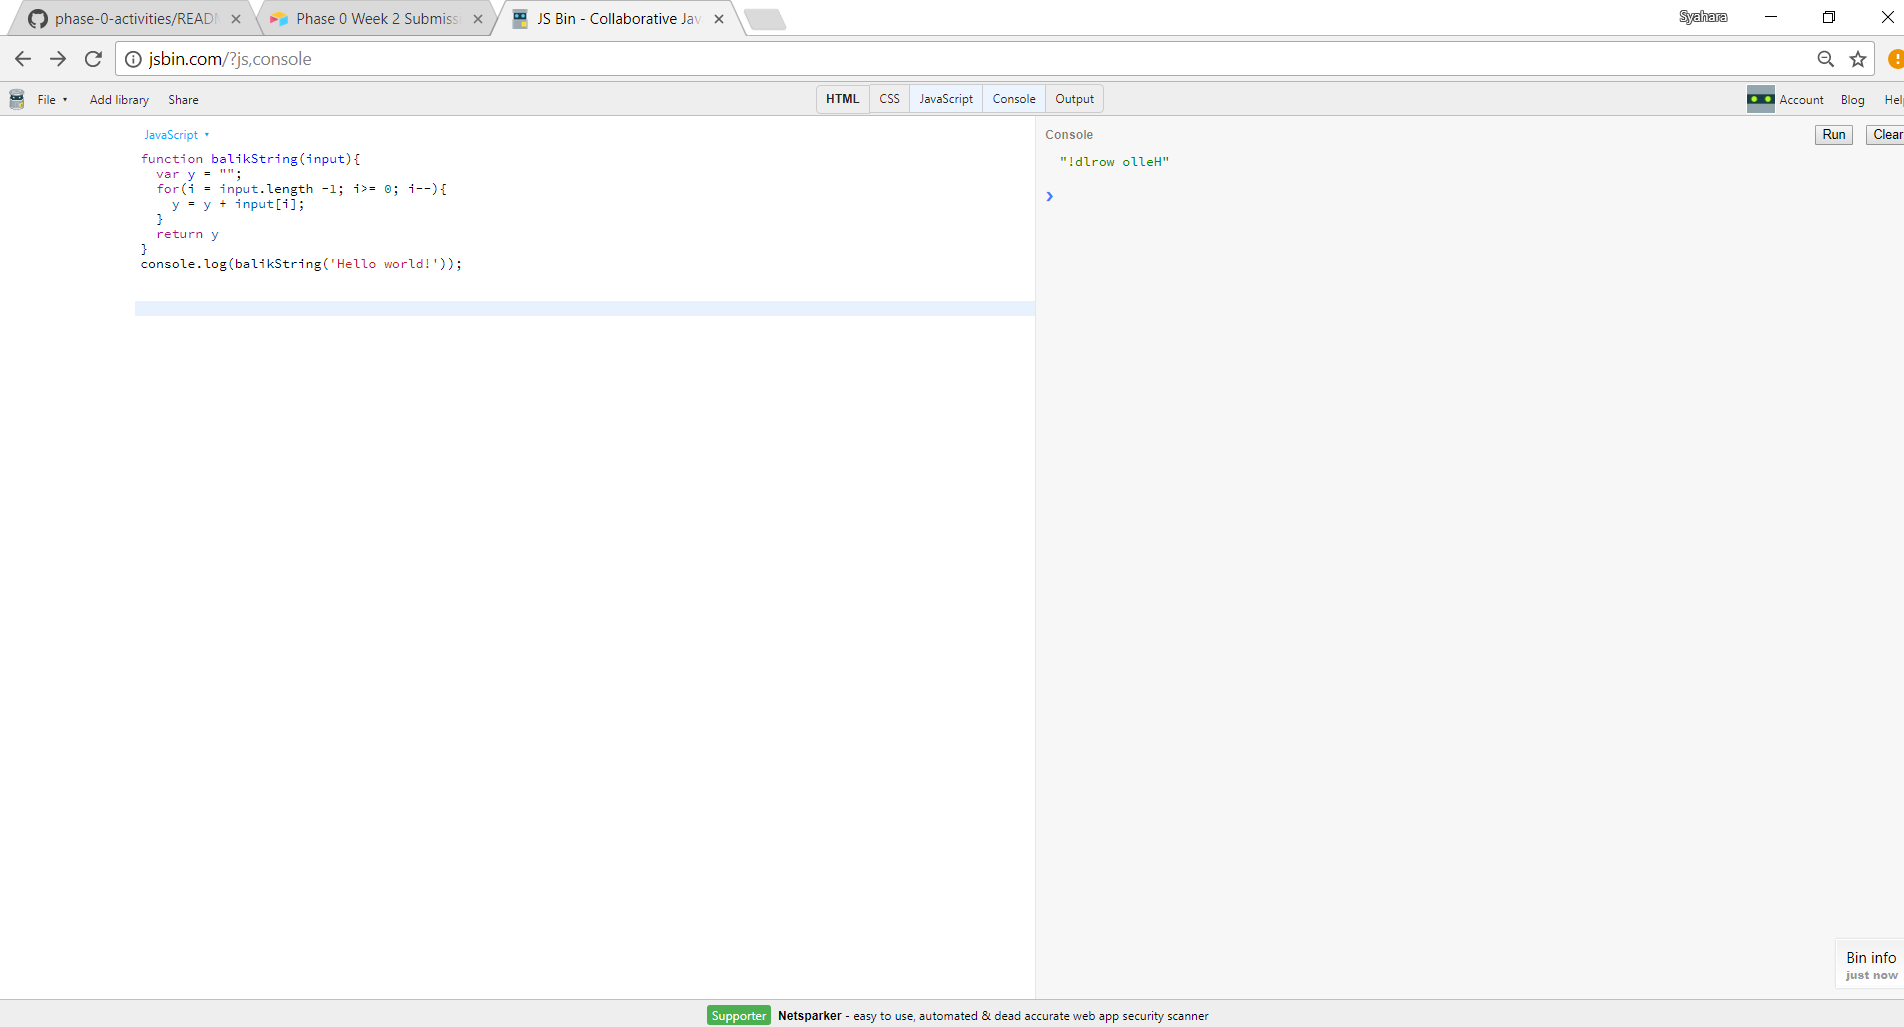 phase-0-activities/READ
Phase 0 Week 2 Submiss
JS Bin - Collaborative Jav
Syahara
jsbin.com/?js,console
File
Add library
Share
HTML
CSS
JavaScript
Console
Output
Account
Blog
Hel
JavaScript
function balikString(input){
  var y = "";
  for(i = input.length -1; i>= 0; i--){
    y = y + input[i];
  }
  return y
}
console.log(balikString('Hello world!'));
Console
Run
Clear
"!dlrow olleH"
Bin info
just now
Supporter Netsparker - easy to use, automated & dead accurate web app security scanner